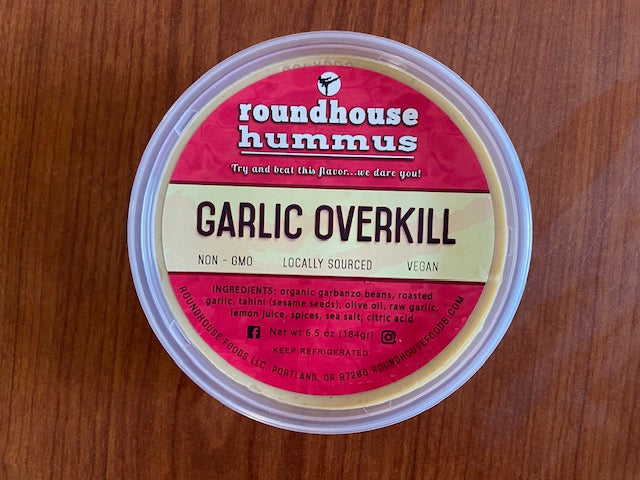 roundhouse
hummus
Try and beat this flavor...we dare you!
GARLIC OVERKILL
NON - GMO LOCALLY SOURCED VEGAN
INGREDIENTS: organic garbanzo beans, roasted
garlic, tahini (sesame seeds), olive oil, raw garlic,
lemon juice, spices, sea salt, citric acid
Net wt 6.5 oz (184gr)
KEEP REFRIGERATED
ROUNDHOUSE FOODS LLC. PORTLAND, OR 97206 ROUNDHOUSEFOODS.COM